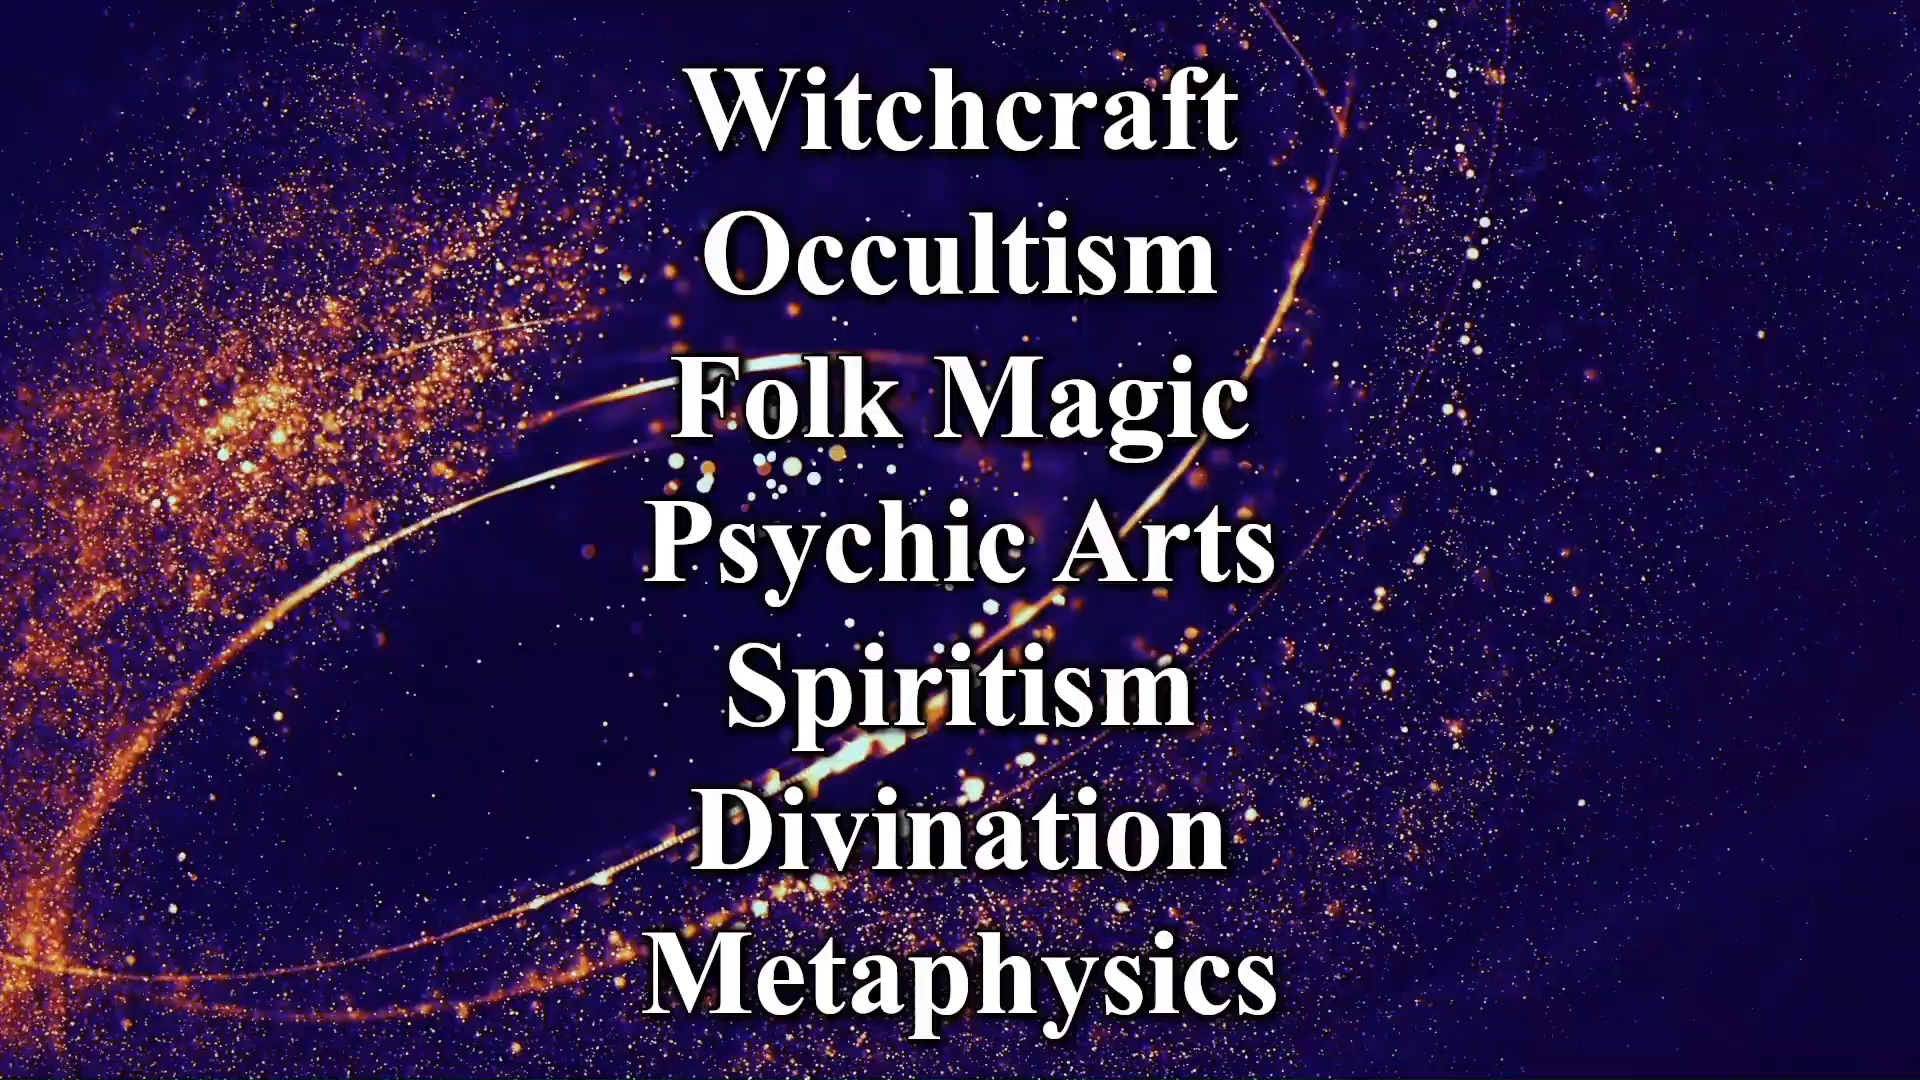 Witchcraft
Occultism
Folk Magic
Psychic Arts
Spiritism
Divination
Metaphysics